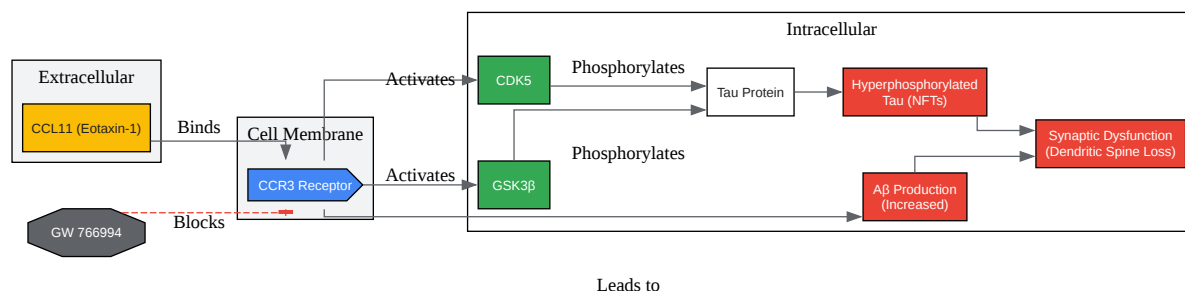 Intracellular
Extracellular
CCL11 (Eotaxin-1)
Binds
Cell Membrane
CCR3 Receptor
GW 766994
Blocks
Activates
CDK5
Phosphorylates
Activates
GSK3β
Phosphorylates
Tau Protein
Hyperphosphorylated
Tau (NFTs)
Synaptic Dysfunction
(Dendritic Spine Loss)
Aβ Production
(Increased)
Leads to